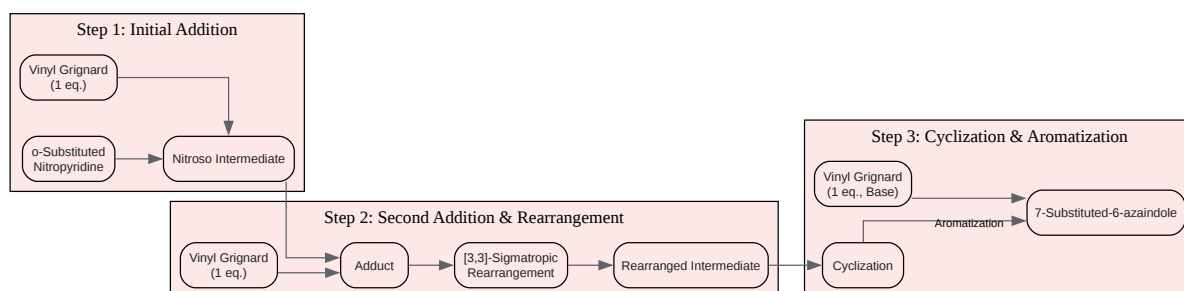 Step 1: Initial Addition
Vinyl Grignard
(1 eq.)
o-Substituted
Nitropyridine
Nitroso Intermediate
Step 2: Second Addition & Rearrangement
Vinyl Grignard
(1 eq.)
Adduct
[3,3]-Sigmatropic
Rearrangement
Rearranged Intermediate
Step 3: Cyclization & Aromatization
Vinyl Grignard
(1 eq., Base)
Cyclization
Aromatization
7-Substituted-6-azaindole